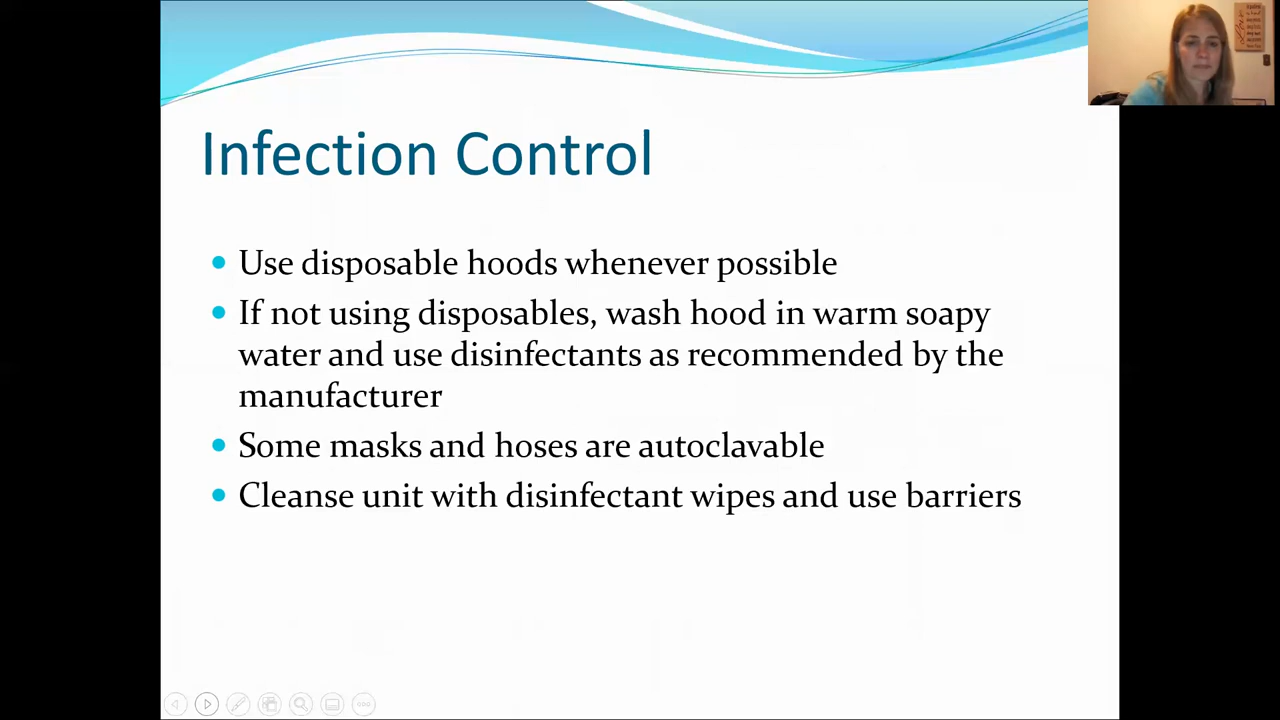 Infection Control
Use disposable hoods whenever possible
If not using disposables, wash hood in warm soapy
water and use disinfectants as recommended by the
manufacturer
Some masks and hoses are autoclavable
Cleanse unit with disinfectant wipes and use barriers